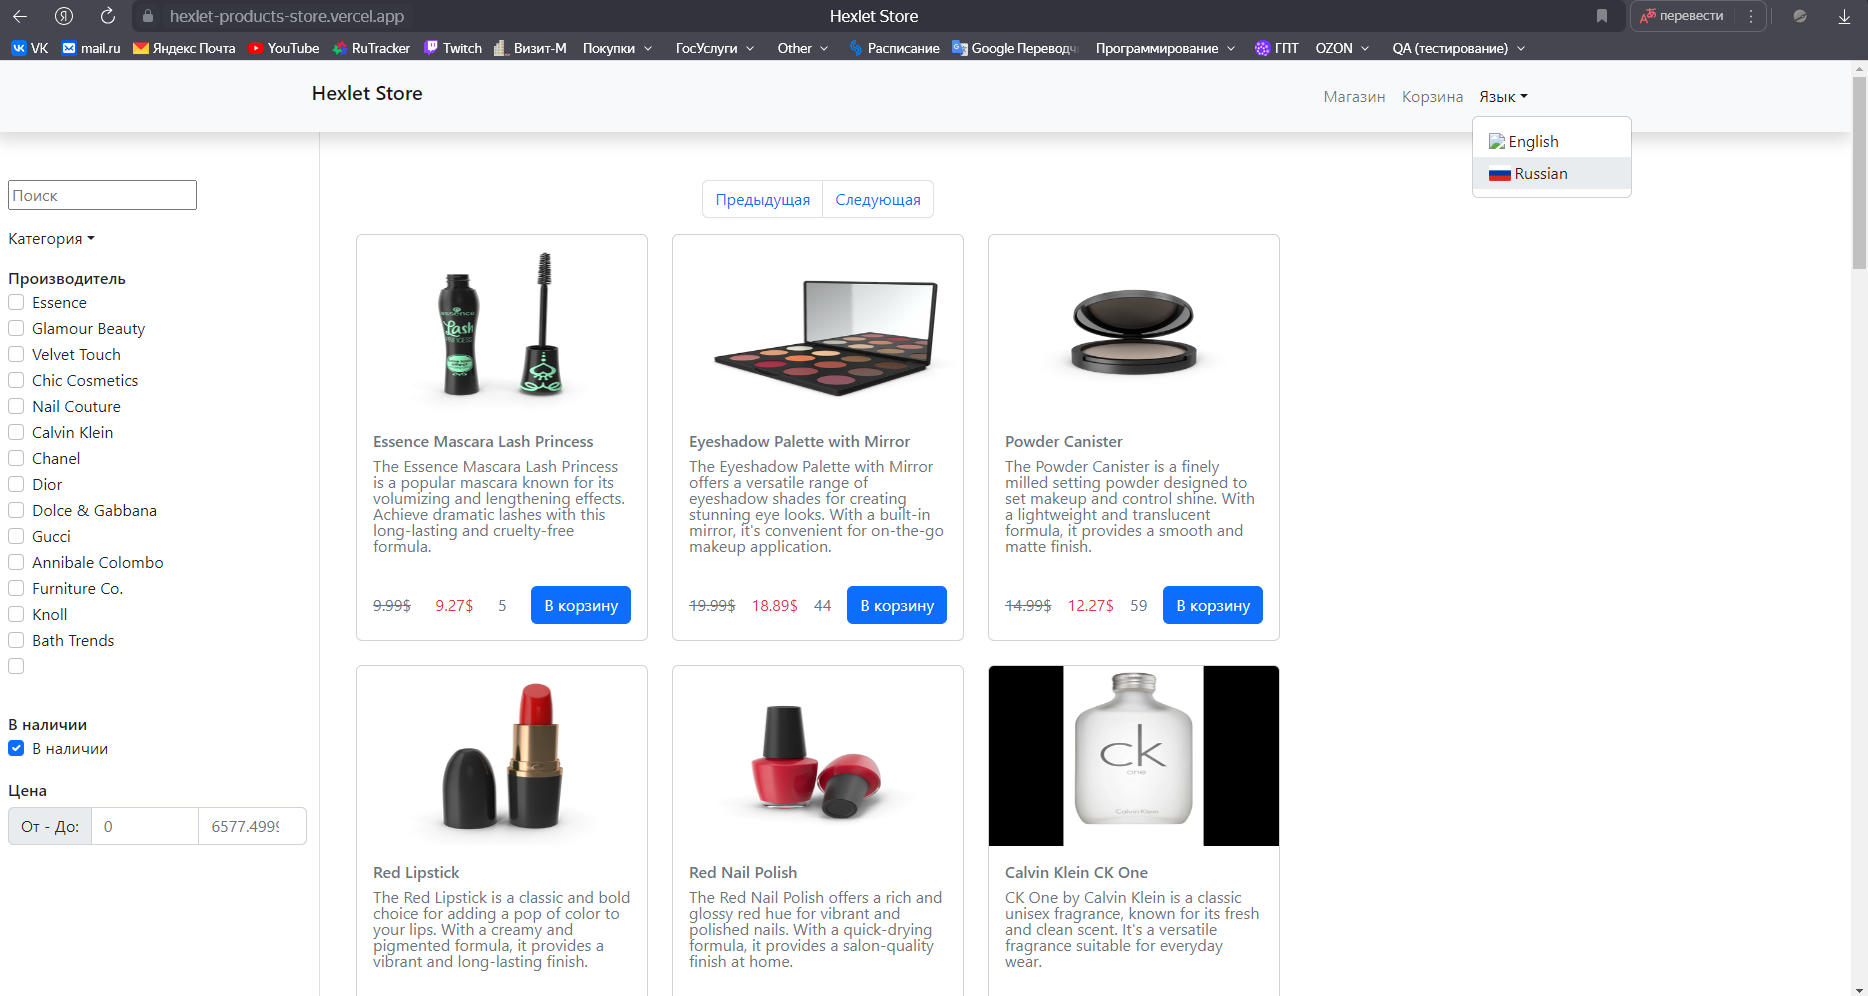 hexlet-products-store.vercel.app
Hexlet Store
перевести
VK
mail.ru
Яндекс Почта
YouTube
RuTracker
Twitch
Визит-М
Покупки
ГосУслуги
Other
Расписание
Google Переводч
Программирование
ГПТ
OZON
QA (тестирование)
Hexlet Store
Магазин
Корзина
Язык
English
Russian
Поиск
Категория
Производитель
Essence
Glamour Beauty
Velvet Touch
Chic Cosmetics
Nail Couture
Calvin Klein
Chanel
Dior
Dolce & Gabbana
Gucci
Annibale Colombo
Furniture Co.
Knoll
Bath Trends
В наличии
В наличии
Цена
От - До:
0
6577.4999
Предыдущая
Следующая
essence
Lash
PRINCESS
Essence Mascara Lash Princess
The Essence Mascara Lash Princess
is a popular mascara known for its
volumizing and lengthening effects.
Achieve dramatic lashes with this
long-lasting and cruelty-free
formula.
9.99$
9.27$
5
В корзину
Eyeshadow Palette with Mirror
The Eyeshadow Palette with Mirror
offers a versatile range of
eyeshadow shades for creating
stunning eye looks. With a built-in
mirror, it's convenient for on-the-go
makeup application.
19.99$
18.89$
44
В корзину
Powder Canister
The Powder Canister is a finely
milled setting powder designed to
set makeup and control shine. With
a lightweight and translucent
formula, it provides a smooth and
matte finish.
14.99$
12.27$
59
В корзину
Red Lipstick
The Red Lipstick is a classic and bold
choice for adding a pop of color to
your lips. With a creamy and
pigmented formula, it provides a
vibrant and long-lasting finish.
Red Nail Polish
The Red Nail Polish offers a rich and
glossy red hue for vibrant and
polished nails. With a quick-drying
formula, it provides a salon-quality
finish at home.
ck
one
Calvin Klein
Calvin Klein CK One
CK One by Calvin Klein is a classic
unisex fragrance, known for its fresh
and clean scent. It's a versatile
fragrance suitable for everyday
wear.